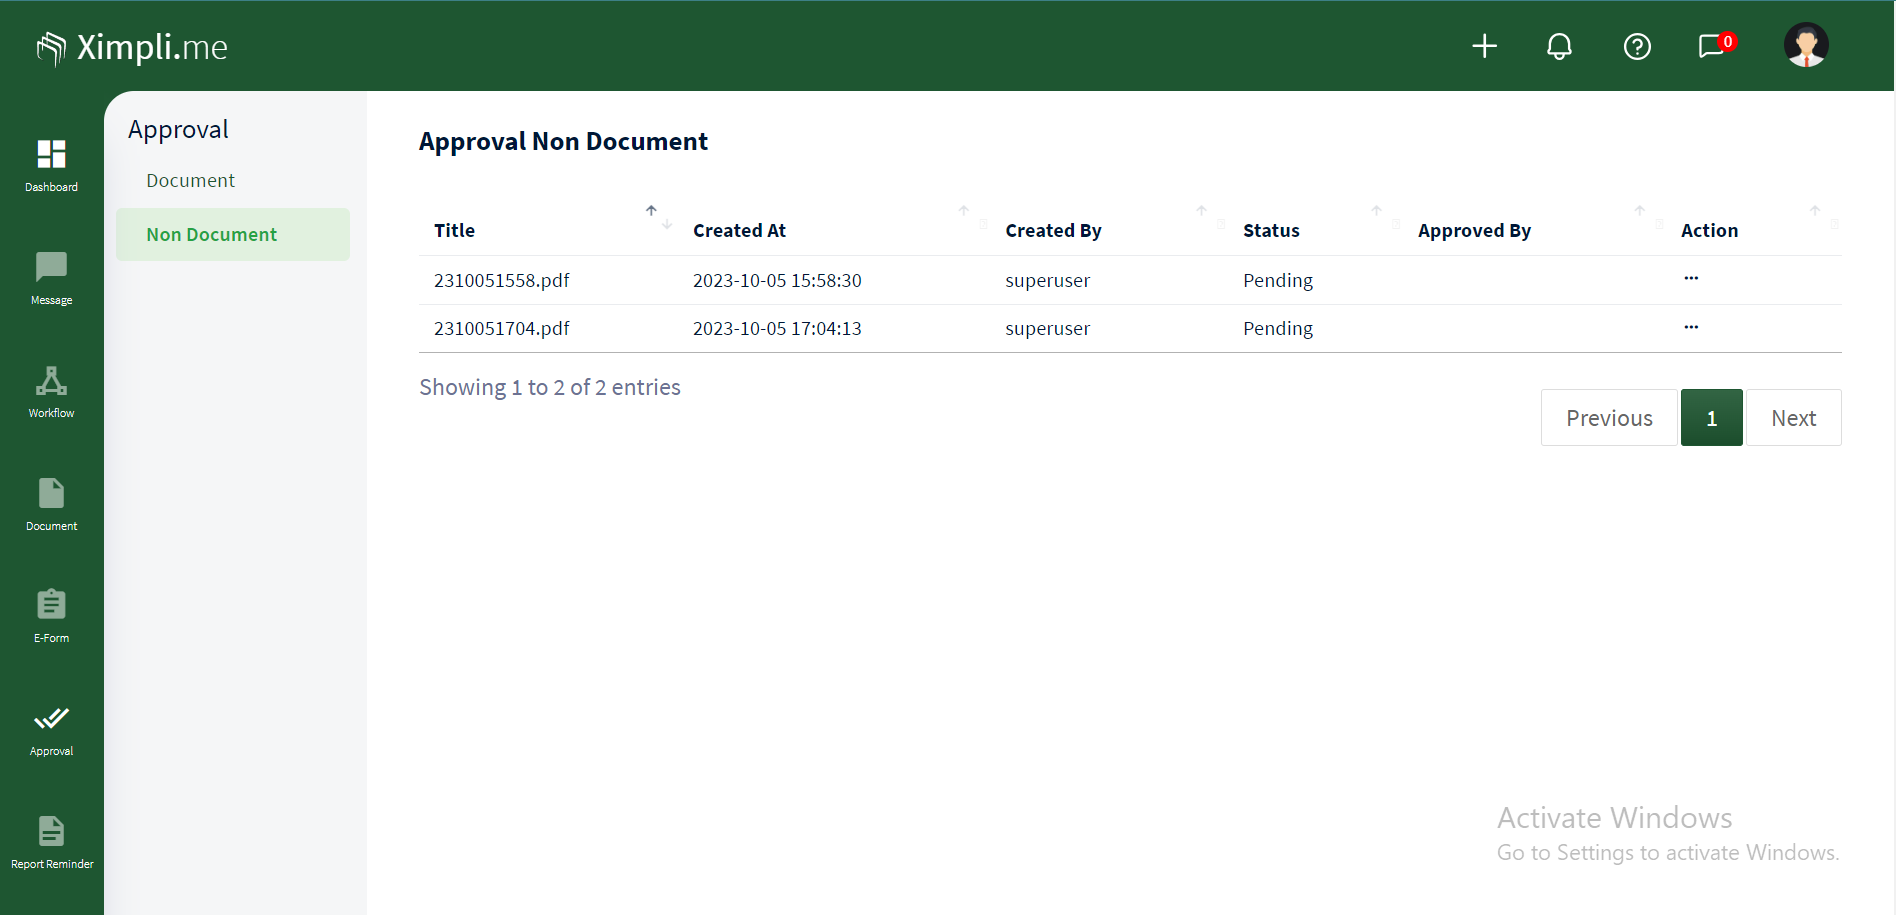 Ximpli.me
0
Dashboard
Message
Workflow
Document
E-Form
Approval
Report Reminder
Approval
Document
Non Document
Approval Non Document
Title Created At Created By Status Approved By Action
2310051558.pdf 2023-10-05 15:58:30 superuser Pending ...
2310051704.pdf 2023-10-05 17:04:13 superuser Pending ...
Showing 1 to 2 of 2 entries
Previous 1 Next
Activate Windows
Go to Settings to activate Windows.